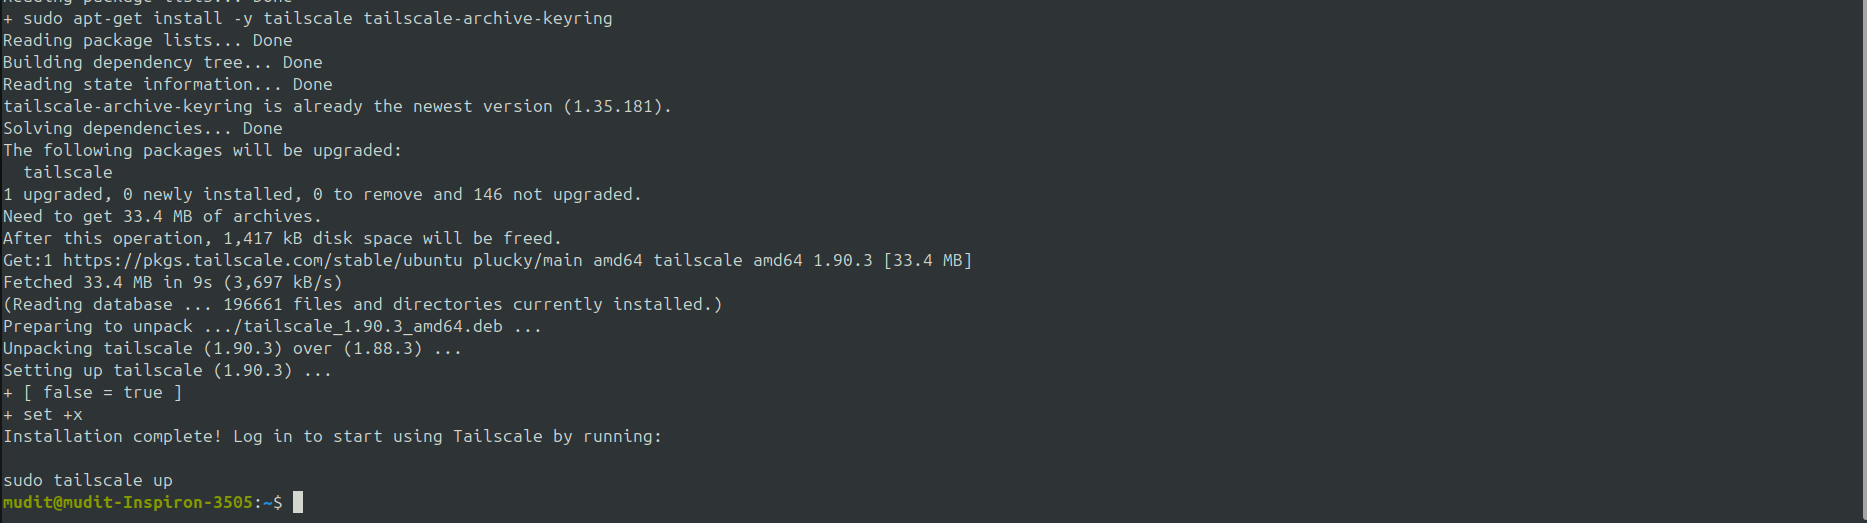 Reading package lists... Done
+ sudo apt-get install -y tailscale tailscale-archive-keyring
Reading package lists... Done
Building dependency tree... Done
Reading state information... Done
tailscale-archive-keyring is already the newest version (1.35.181).
Solving dependencies... Done
The following packages will be upgraded:
  tailscale
1 upgraded, 0 newly installed, 0 to remove and 146 not upgraded.
Need to get 33.4 MB of archives.
After this operation, 1,417 kB disk space will be freed.
Get:1 https://pkgs.tailscale.com/stable/ubuntu plucky/main amd64 tailscale amd64 1.90.3 [33.4 MB]
Fetched 33.4 MB in 9s (3,697 kB/s)
(Reading database ... 196661 files and directories currently installed.)
Preparing to unpack .../tailscale_1.90.3_amd64.deb ...
Unpacking tailscale (1.90.3) over (1.88.3) ...
Setting up tailscale (1.90.3) ...
+ [ false = true ]
+ set +x
Installation complete! Log in to start using Tailscale by running:

sudo tailscale up
mudit@mudit-Inspiron-3505:~$